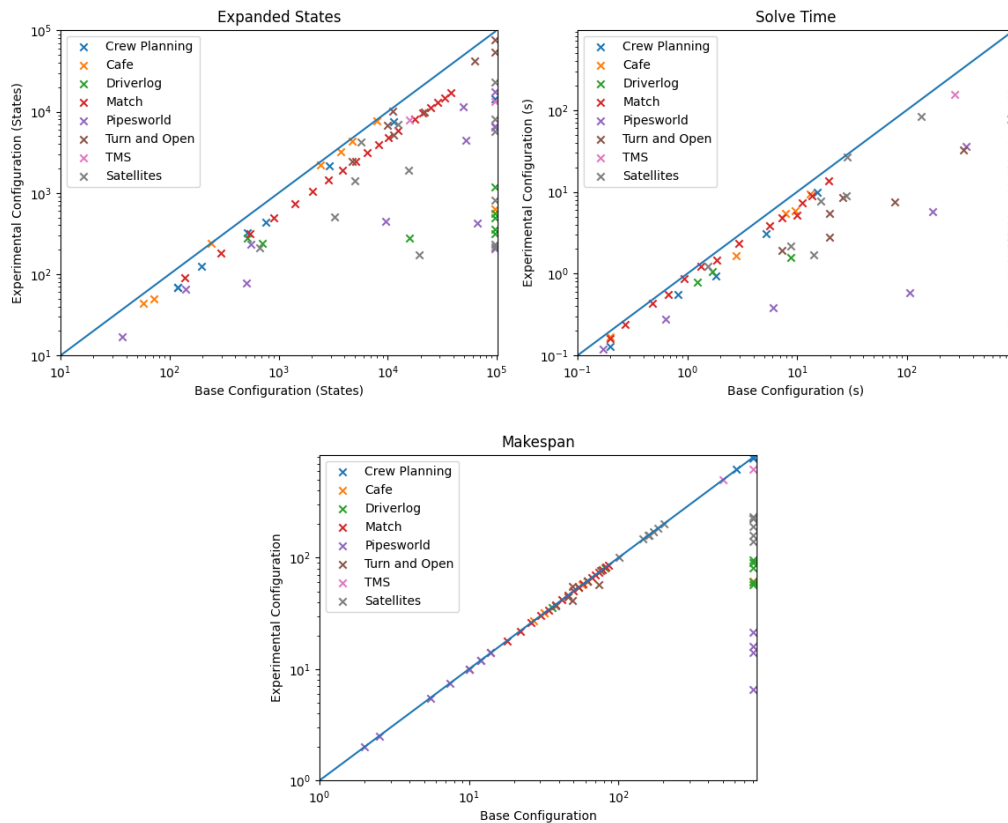 Expanded States
Experimental Configuration (States)
10^5
10^4
10^3
10^2
10^1
Crew Planning
Cafe
Driverlog
Match
Pipesworld
Turn and Open
TMS
Satellites
10^1
10^2
10^3
10^4
10^5
Base Configuration (States)
Solve Time
Experimental Configuration (s)
10^2
10^1
10^0
10^-1
Crew Planning
Cafe
Driverlog
Match
Pipesworld
Turn and Open
TMS
Satellites
10^-1
10^0
10^1
10^2
Base Configuration (s)
Makespan
Experimental Configuration
10^2
10^1
10^0
Crew Planning
Cafe
Driverlog
Match
Pipesworld
Turn and Open
TMS
Satellites
10^0
10^1
10^2
Base Configuration